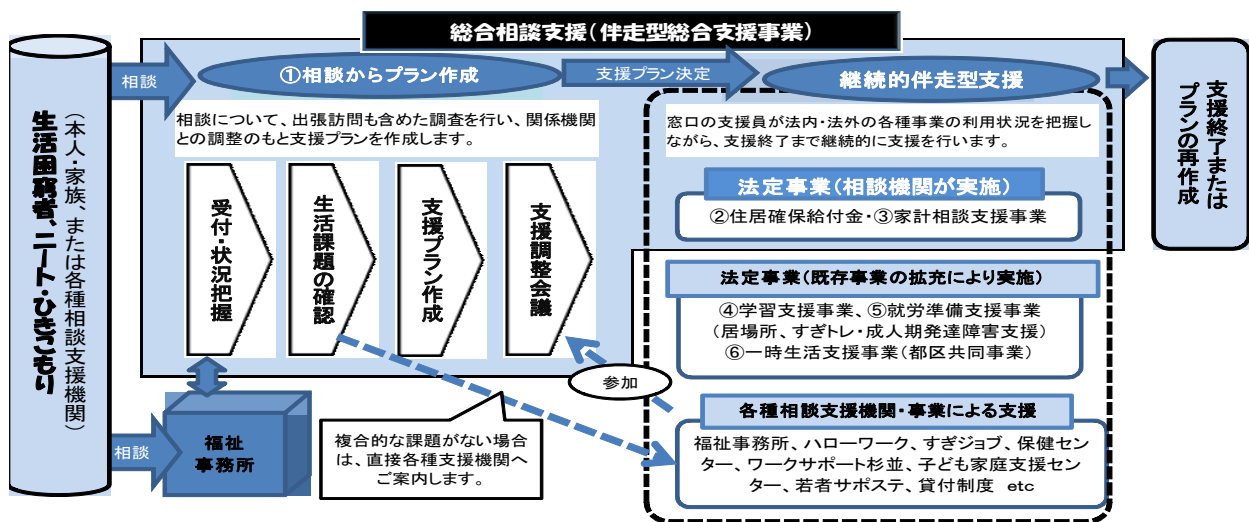 総合相談支援(伴走型総合支援事業)
生活困窮者、ニート・ひきこもり
(本人・家族、または各種相談支援機関)
相談
①相談からプラン作成
支援プラン決定
継続的伴走型支援
支援終了または
プランの再作成
相談について、出張訪問も含めた調査を行い、関係機関
との調整のもと支援プランを作成します。
受付・状況把握
生活課題の確認
支援プラン作成
支援調整会議
窓口の支援員が法内・法外の各種事業の利用状況を把握し
ながら、支援終了まで継続的に支援を行います。
法定事業(相談機関が実施)
②住居確保給付金・③家計相談支援事業
法定事業(既存事業の拡充により実施)
④学習支援事業、⑤就労準備支援事業
(居場所、すぎトレ・成人期発達障害支援)
⑥一時生活支援事業(都区共同事業)
参加
各種相談支援機関・事業による支援
福祉事務所、ハローワーク、すぎジョブ、保健セン
ター、ワークサポート杉並、子ども家庭支援セン
ター、若者サポステ、貸付制度 etc
相談
福祉
事務所
複合的な課題がない場合
は、直接各種支援機関へ
ご案内します。